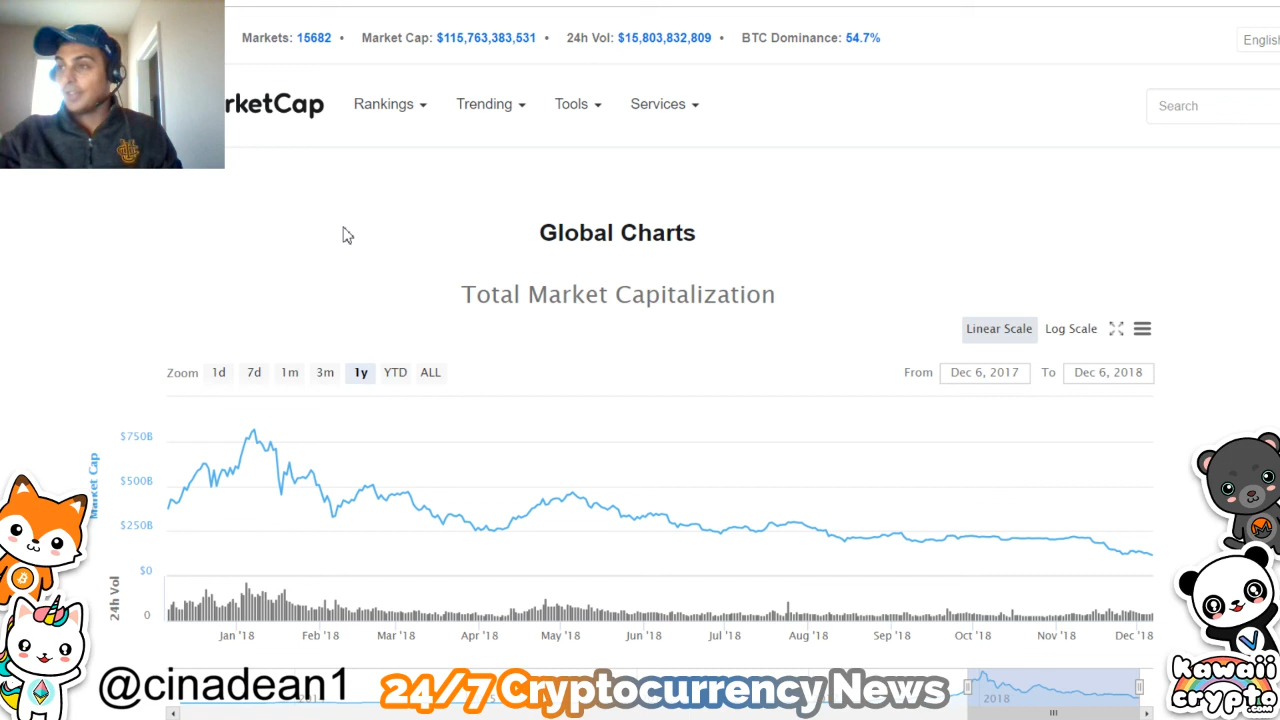 Markets: 15682 • Market Cap: $115,763,383,531 • 24h Vol: $15,803,832,809 • BTC Dominance: 54.7%
English
rketCap Rankings Trending Tools Services
Search
Global Charts
Total Market Capitalization
Linear Scale Log Scale
Zoom 1d 7d 1m 3m 1y YTD ALL
From Dec 6, 2017 To Dec 6, 2018
$750B
$500B
$250B
$0
Market Cap
24h Vol
0
Jan '18 Feb '18 Mar '18 Apr '18 May '18 Jun '18 Jul '18 Aug '18 Sep '18 Oct '18 Nov '18 Dec '18
2018
@cinadean1
24/7 Cryptocurrency News
kawaii
crypto
.com